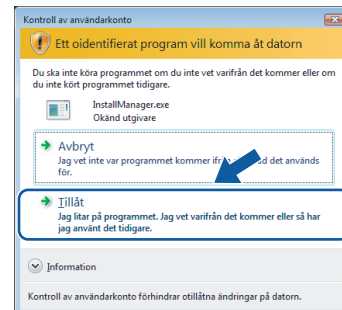 Kontroll av användarkonto
Ett oidentifierat program vill komma åt datorn
Du ska inte köra programmet om du inte vet varifrån det kommer eller om
du inte kört programmet tidigare.
InstallManager.exe
Okänd utgivare
Avbryt
Jag vet inte var programmet kommer det används
för.
Tillåt
Jag litar på programmet. Jag vet varifrån det kommer eller så har
jag använt det tidigare.
Information
Kontroll av användarkonto förhindrar otillåtna ändringar på datorn.